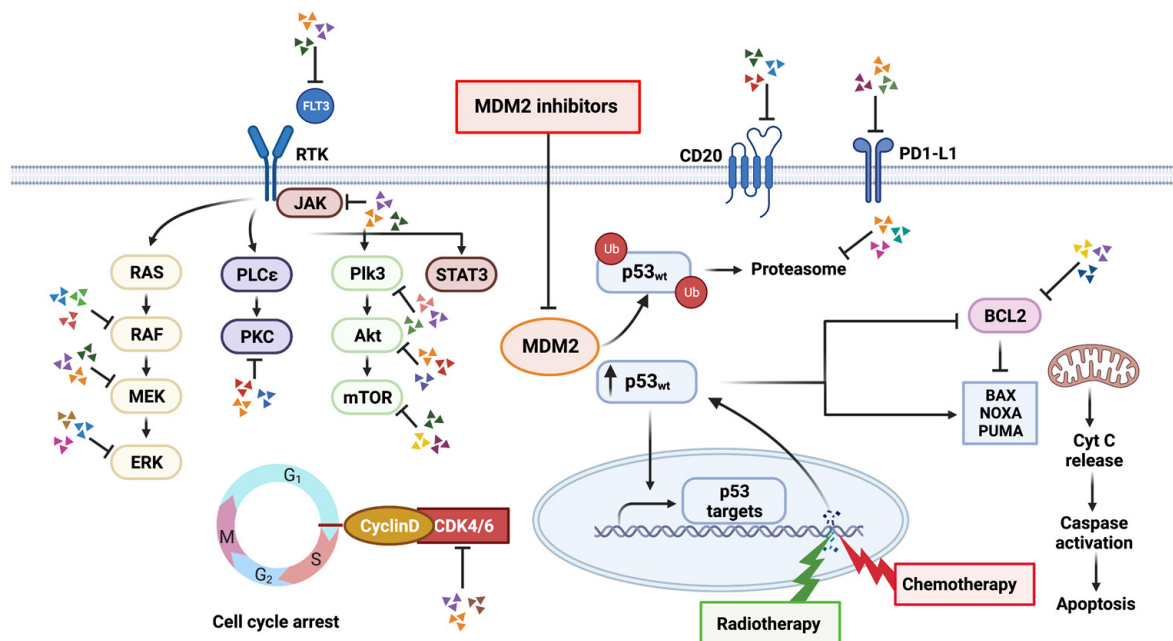 FLT3
RTK
MDM2 inhibitors
CD20
PD1-L1
JAK
RAS
PLCε
Plk3
STAT3
Ub
p53wt
Ub
Proteasome
RAF
PKC
Akt
MDM2
BCL2
MEK
mTOR
p53wt
BAX
NOXA
PUMA
Cyt C
release
ERK
G1
M
S
G2
CyclinD
CDK4/6
p53
targets
Caspase
activation
Chemotherapy
Apoptosis
Cell cycle arrest
Radiotherapy